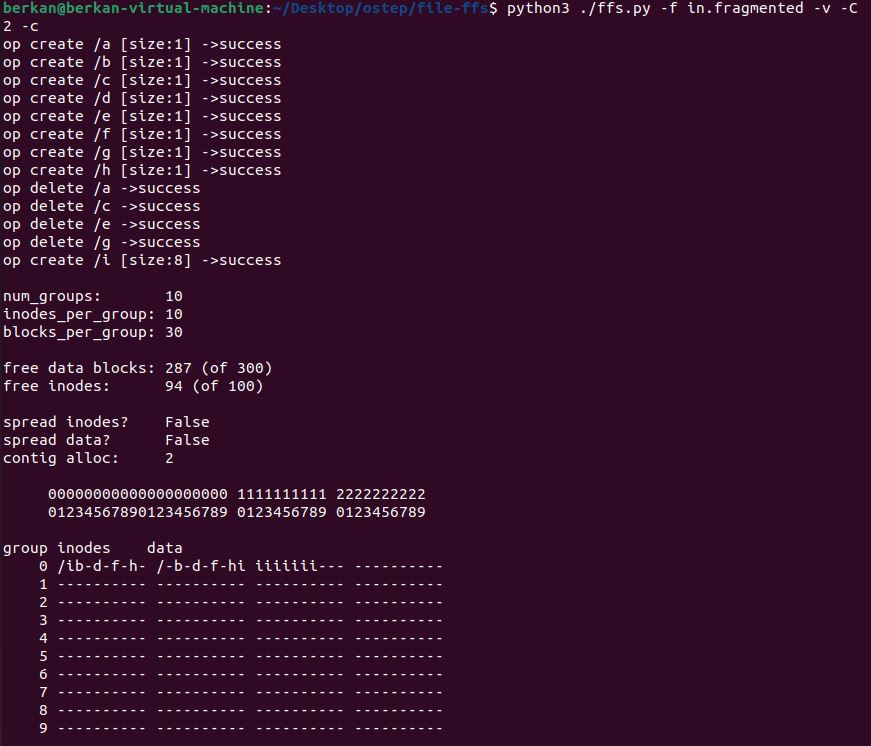 berkan@berkan-virtual-machine:~/Desktop/ostep/file-ffs$ python3 ./ffs.py -f in.fragmented -v -C
2 -c
op create /a [size:1] ->success
op create /b [size:1] ->success
op create /c [size:1] ->success
op create /d [size:1] ->success
op create /e [size:1] ->success
op create /f [size:1] ->success
op create /g [size:1] ->success
op create /h [size:1] ->success
op delete /a ->success
op delete /c ->success
op delete /e ->success
op delete /g ->success
op create /i [size:8] ->success

num_groups:       10
inodes_per_group: 10
blocks_per_group: 30

free data blocks: 287 (of 300)
free inodes:      94 (of 100)

spread inodes?    False
spread data?      False
contig alloc:     2

     00000000000000000000 1111111111 2222222222
     01234567890123456789 0123456789 0123456789

group inodes    data
    0 /ib-d-f-h- /-b-d-f-hi iiiiiii--- ----------
    1 ---------- ---------- ---------- ----------
    2 ---------- ---------- ---------- ----------
    3 ---------- ---------- ---------- ----------
    4 ---------- ---------- ---------- ----------
    5 ---------- ---------- ---------- ----------
    6 ---------- ---------- ---------- ----------
    7 ---------- ---------- ---------- ----------
    8 ---------- ---------- ---------- ----------
    9 ---------- ---------- ---------- ----------